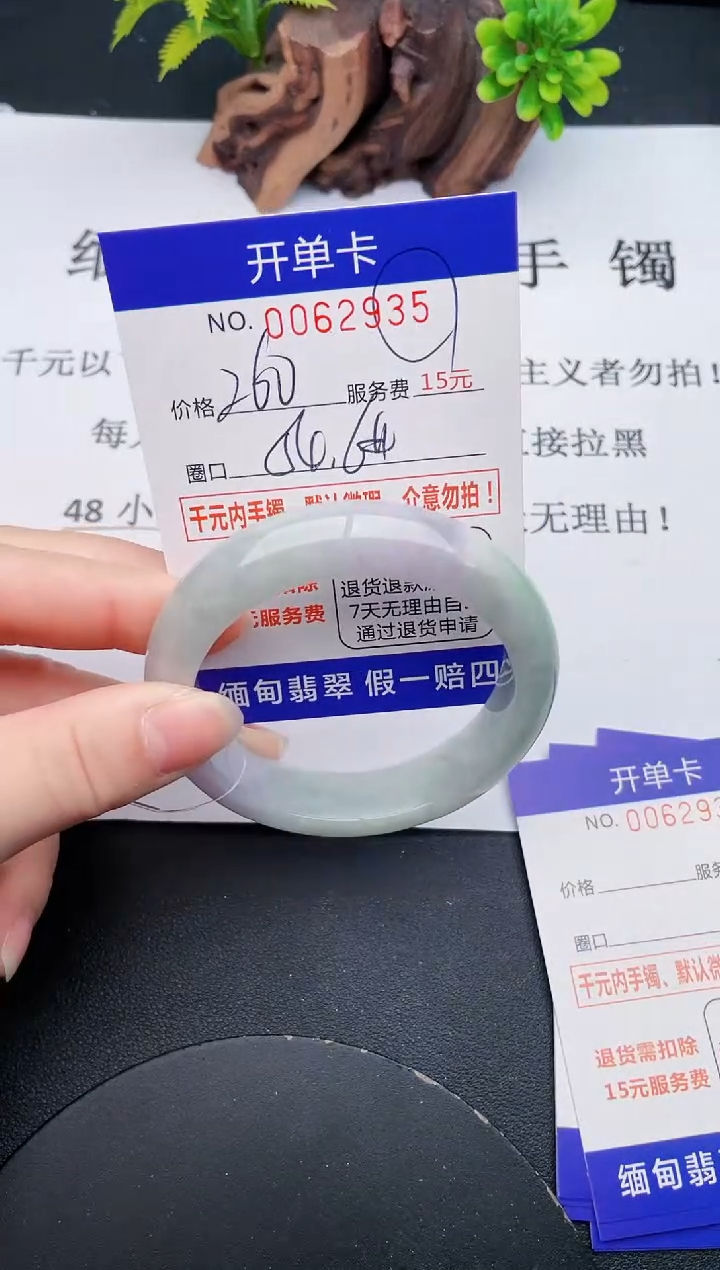 开单卡
NO. 0062935
价格 260 服务费 15元
圈口 56.6
千元内手镯、默认微瑕、介意勿拍！
服务费
退货退款
7天无理由自
通过退货申请
缅甸翡翠 假一赔四
手 镯
千元以
主义者勿拍！
每
直接拉黑
48 小
无理由！
开单卡
NO. 006293
价格 服务
圈口
千元内手镯、默认微
退货需扣除
15元服务费
缅甸翡